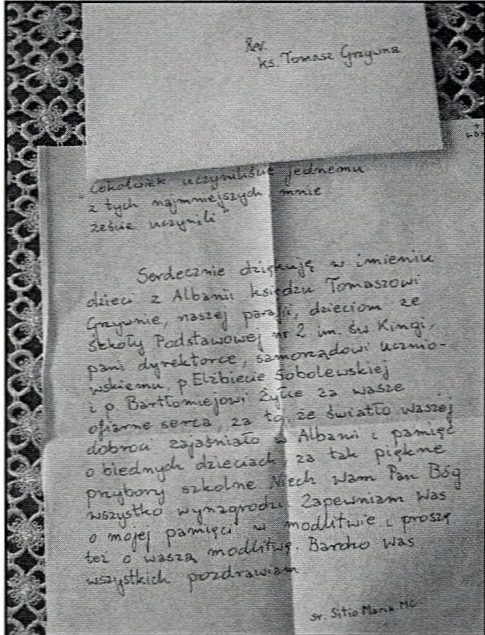 Rev.
ks. Tomasz Grzywna
"Cokolwiek uczyniliście jednemu
z tych najmniejszych mnie
żeście uczynili"
Serdecznie dziękuję w imieniu
dzieci z Albanii księdzu Tomaszowi
Grzywnie, naszej parafii, dzieciom ze
Szkoły Podstawowej nr 2 im. św Kingi,
pani dyrektorce, samorządowi ucznio-
wskiemu, p. Elżbiecie Sobolewskiej
i p. Bartłomiejowi Żyłce za wasze
ofiarne serca, za to, że światło waszej
dobroci zajaśniało w Albanii i pamięć
o biednych dzieciach, za tak piękne
przybory szkolne Niech Wam Pan Bóg
wszystko wynagrodzi Zapewniam Was
o mojej pamięci w modlitwie i proszę
też o waszą modlitwę. Bardzo Was
wszystkich pozdrawiam.
sr. Sitio Maria MC